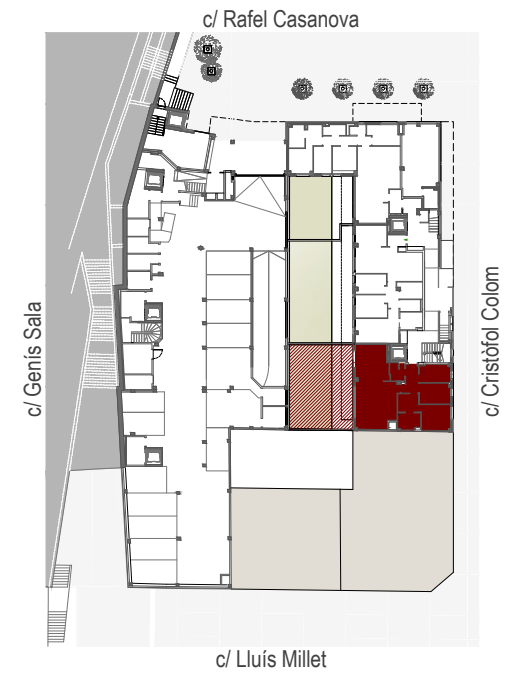 c/ Rafel Casanova
c/ Genís Sala
c/ Cristòfol Colom
c/ Lluís Millet